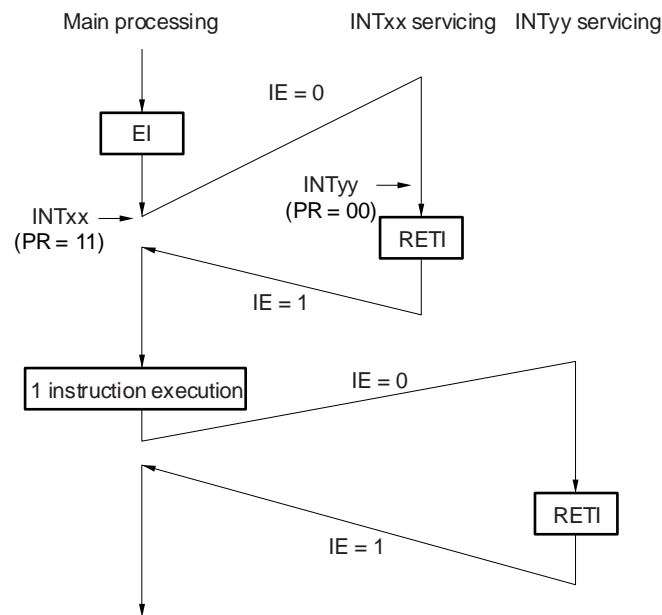 Main processing
INTxx servicing
INTyy servicing
IE = 0
EI
INTyy
(PR = 00)
INTxx
(PR = 11)
RETI
IE = 1
1 instruction execution
IE = 0
RETI
IE = 1